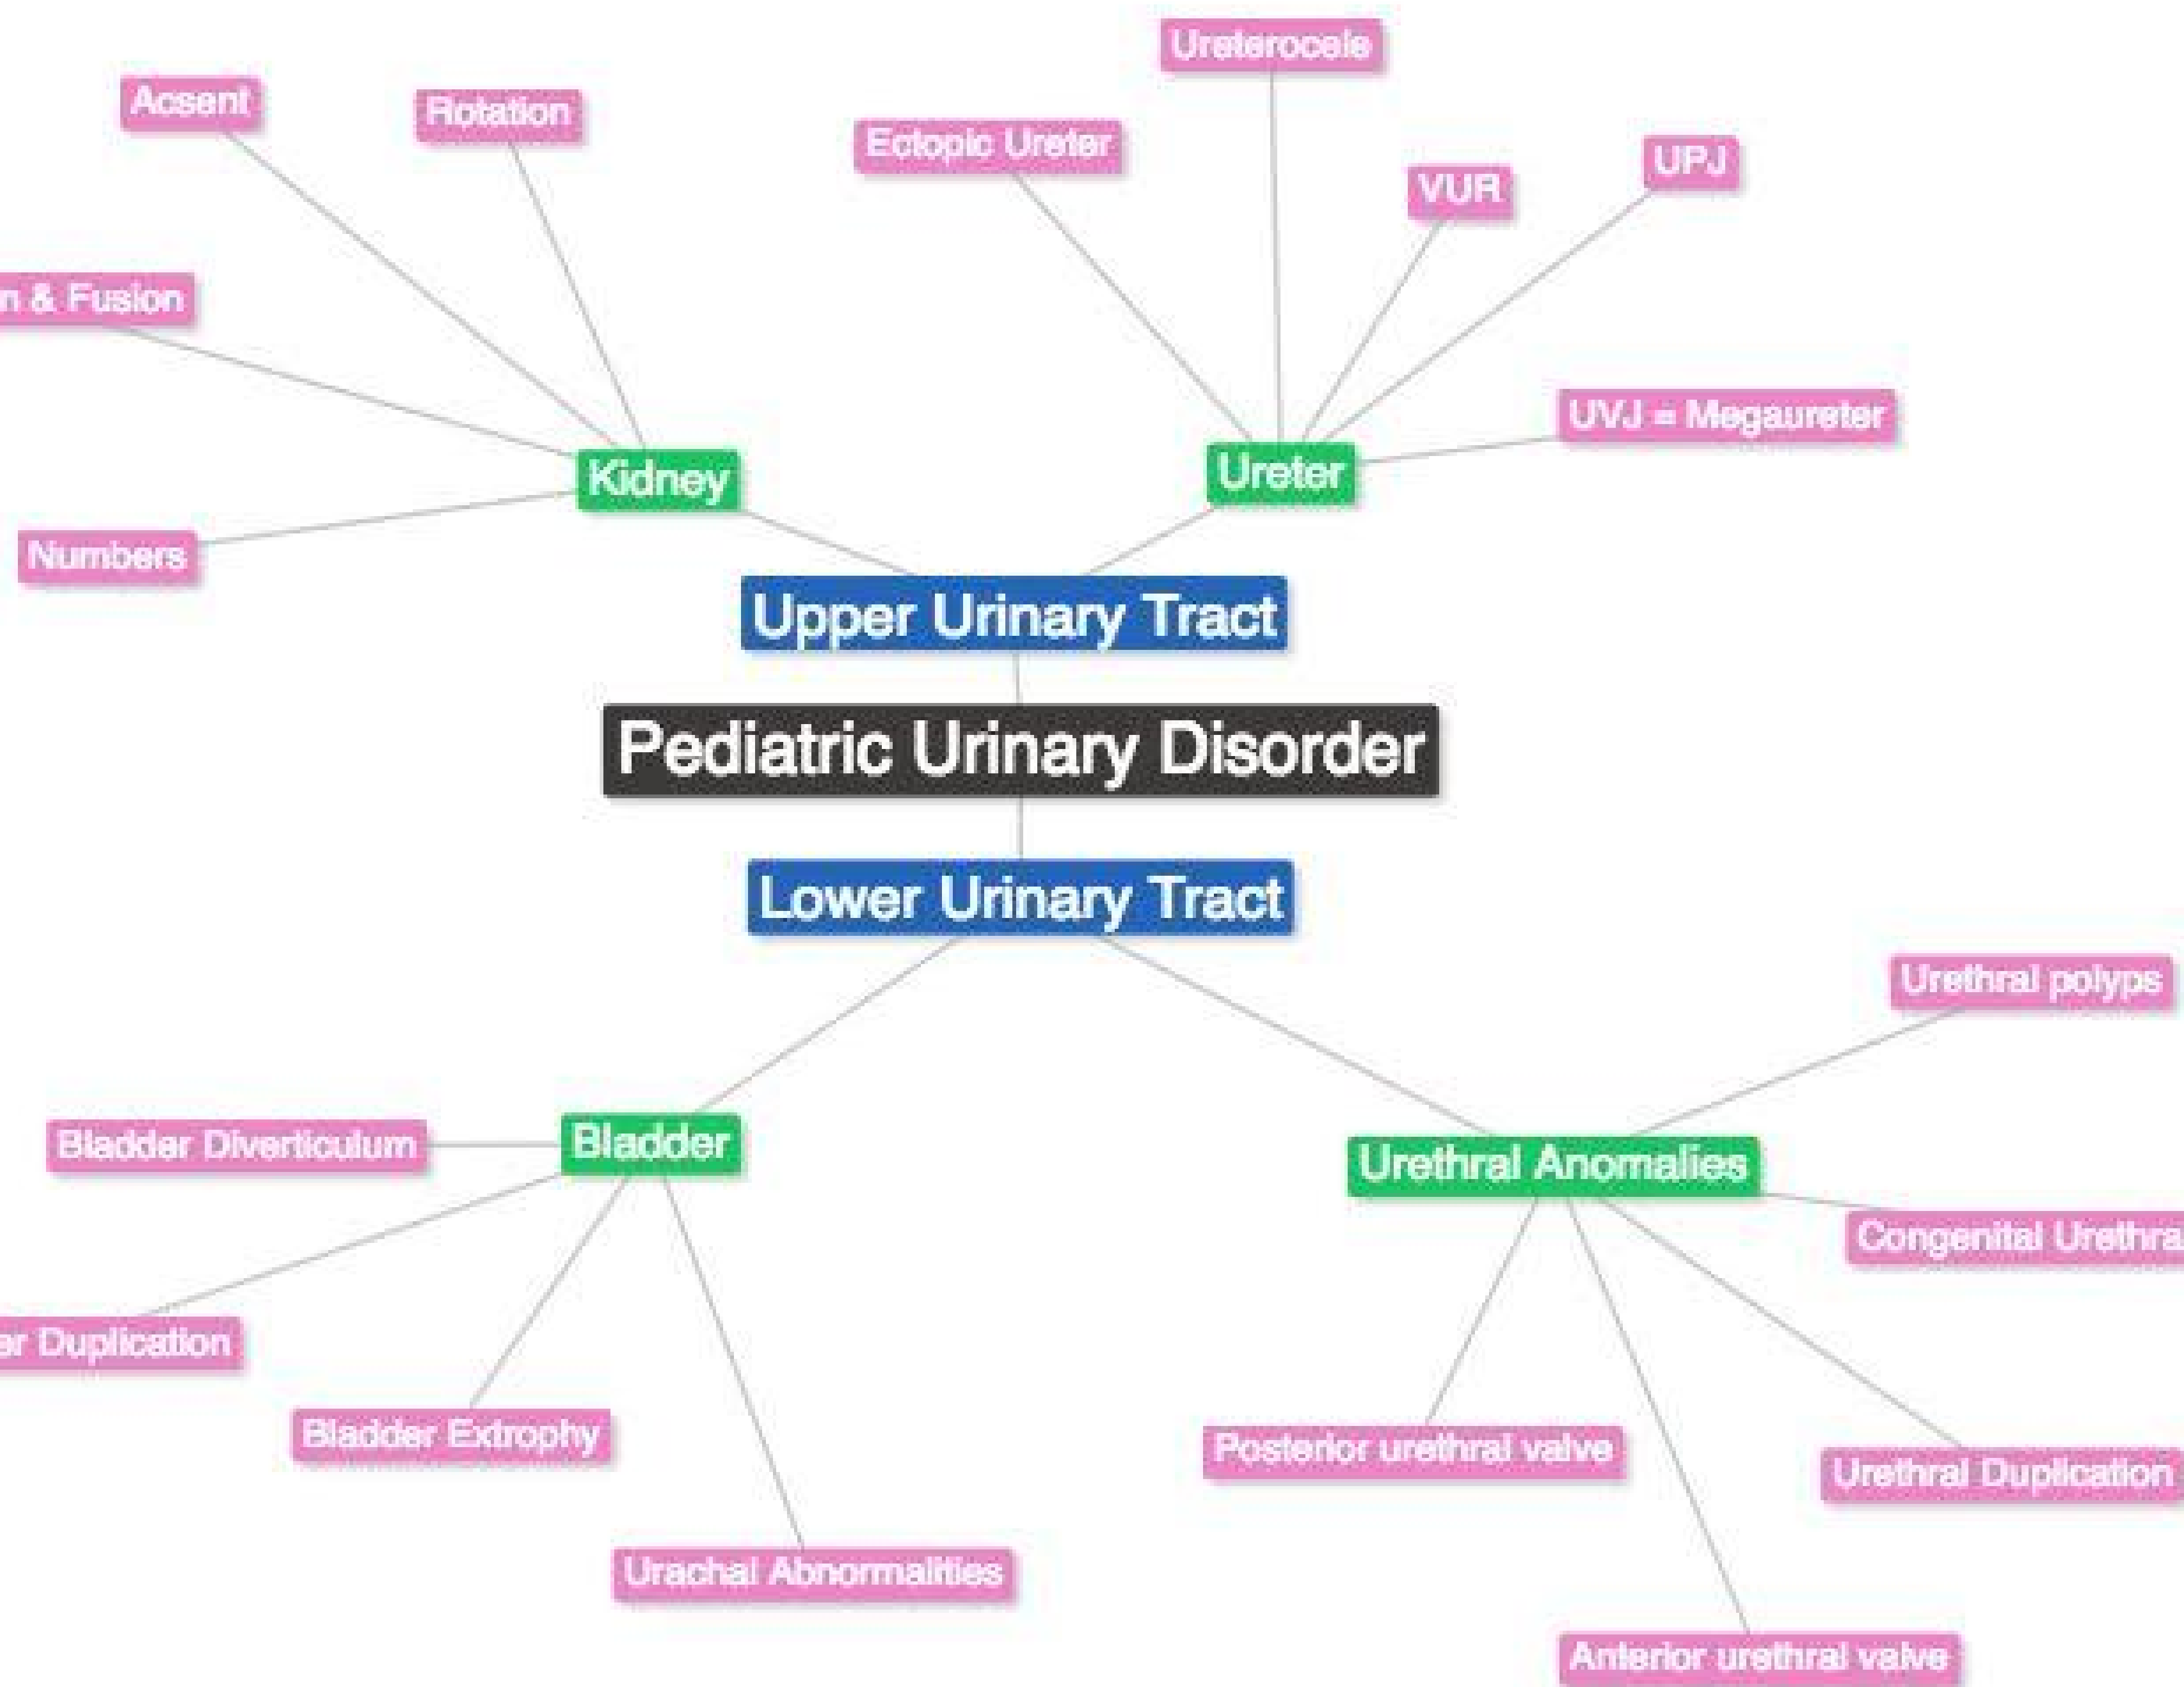 Ureterocele
Acsent
Rotation
Ectopic Ureter
UPJ
VUR
n & Fusion
UVJ = Megaureter
Kidney
Ureter
Numbers
Upper Urinary Tract
Pediatric Urinary Disorder
Lower Urinary Tract
Urethral polyps
Bladder Diverticulum
Bladder
Urethral Anomalies
Congenital Urethra
er Duplication
Bladder Extrophy
Posterior urethral valve
Urethral Duplication
Urachal Abnormalities
Anterior urethral valve